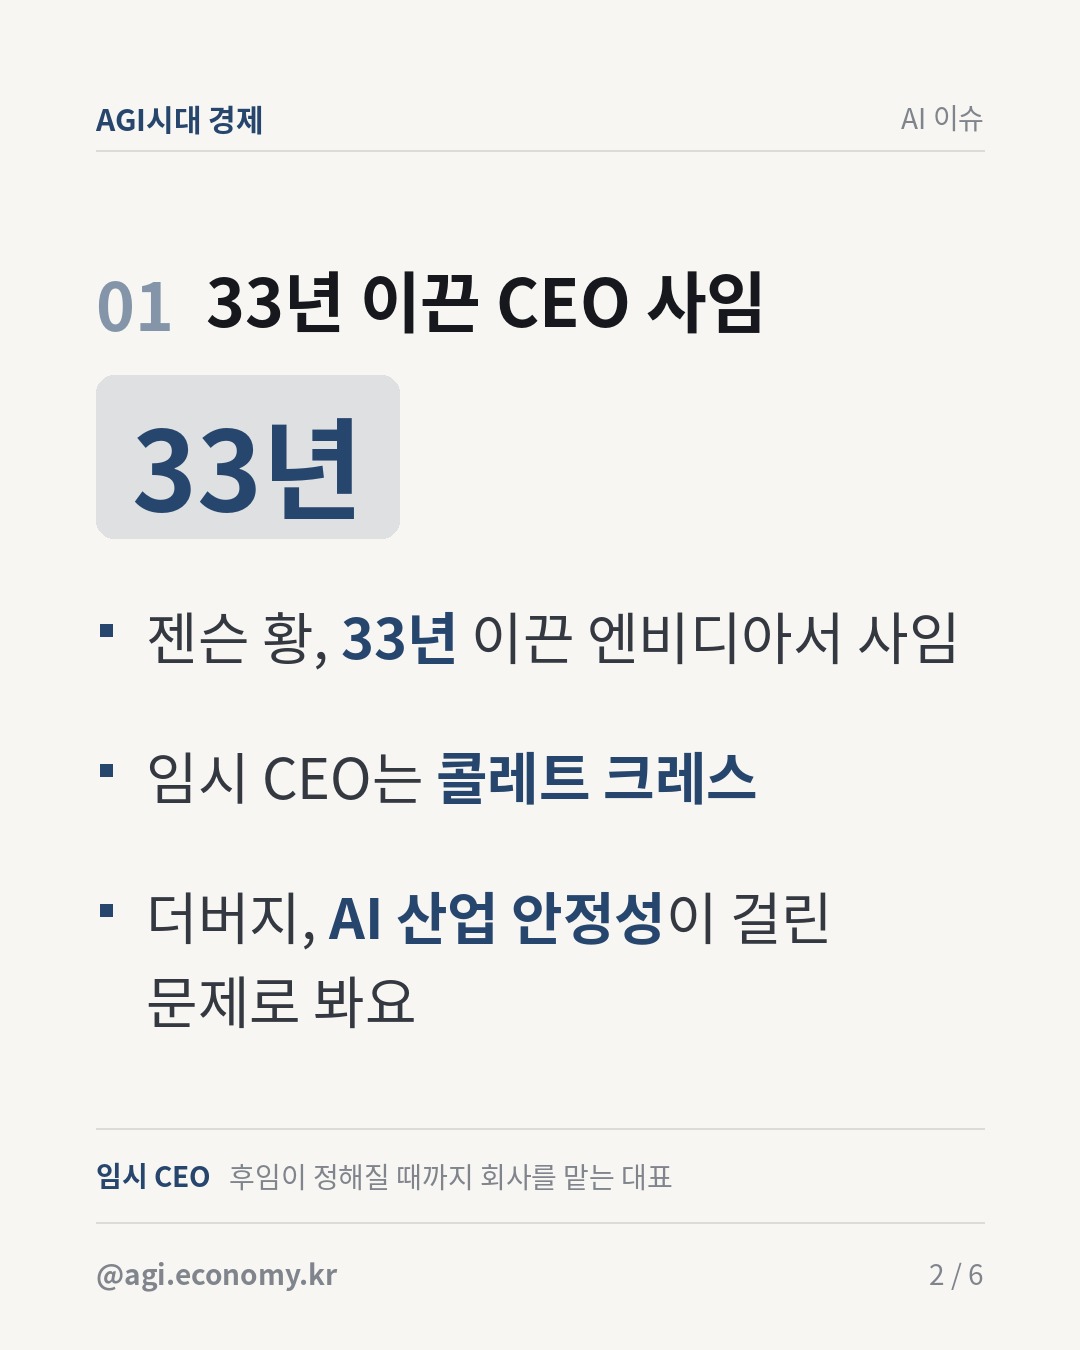 AGI시대 경제
AI 이슈
01 33년 이끈 CEO 사임
33년
젠슨 황, 33년 이끈 엔비디아서 사임
임시 CEO는 콜레트 크레스
더버지, AI 산업 안정성이 걸린
문제로 봐요
임시 CEO 후임이 정해질 때까지 회사를 맡는 대표
@agi.economy.kr
2 / 6